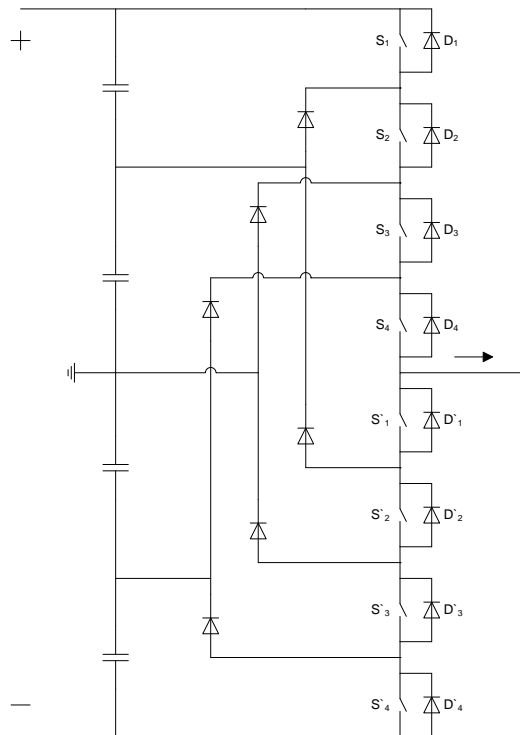 +
S₁ D₁
S₂ D₂
S₃ D₃
S₄ D₄
S`₁ D`₁
S`₂ D`₂
S`₃ D`₃
−
S`₄ D`₄